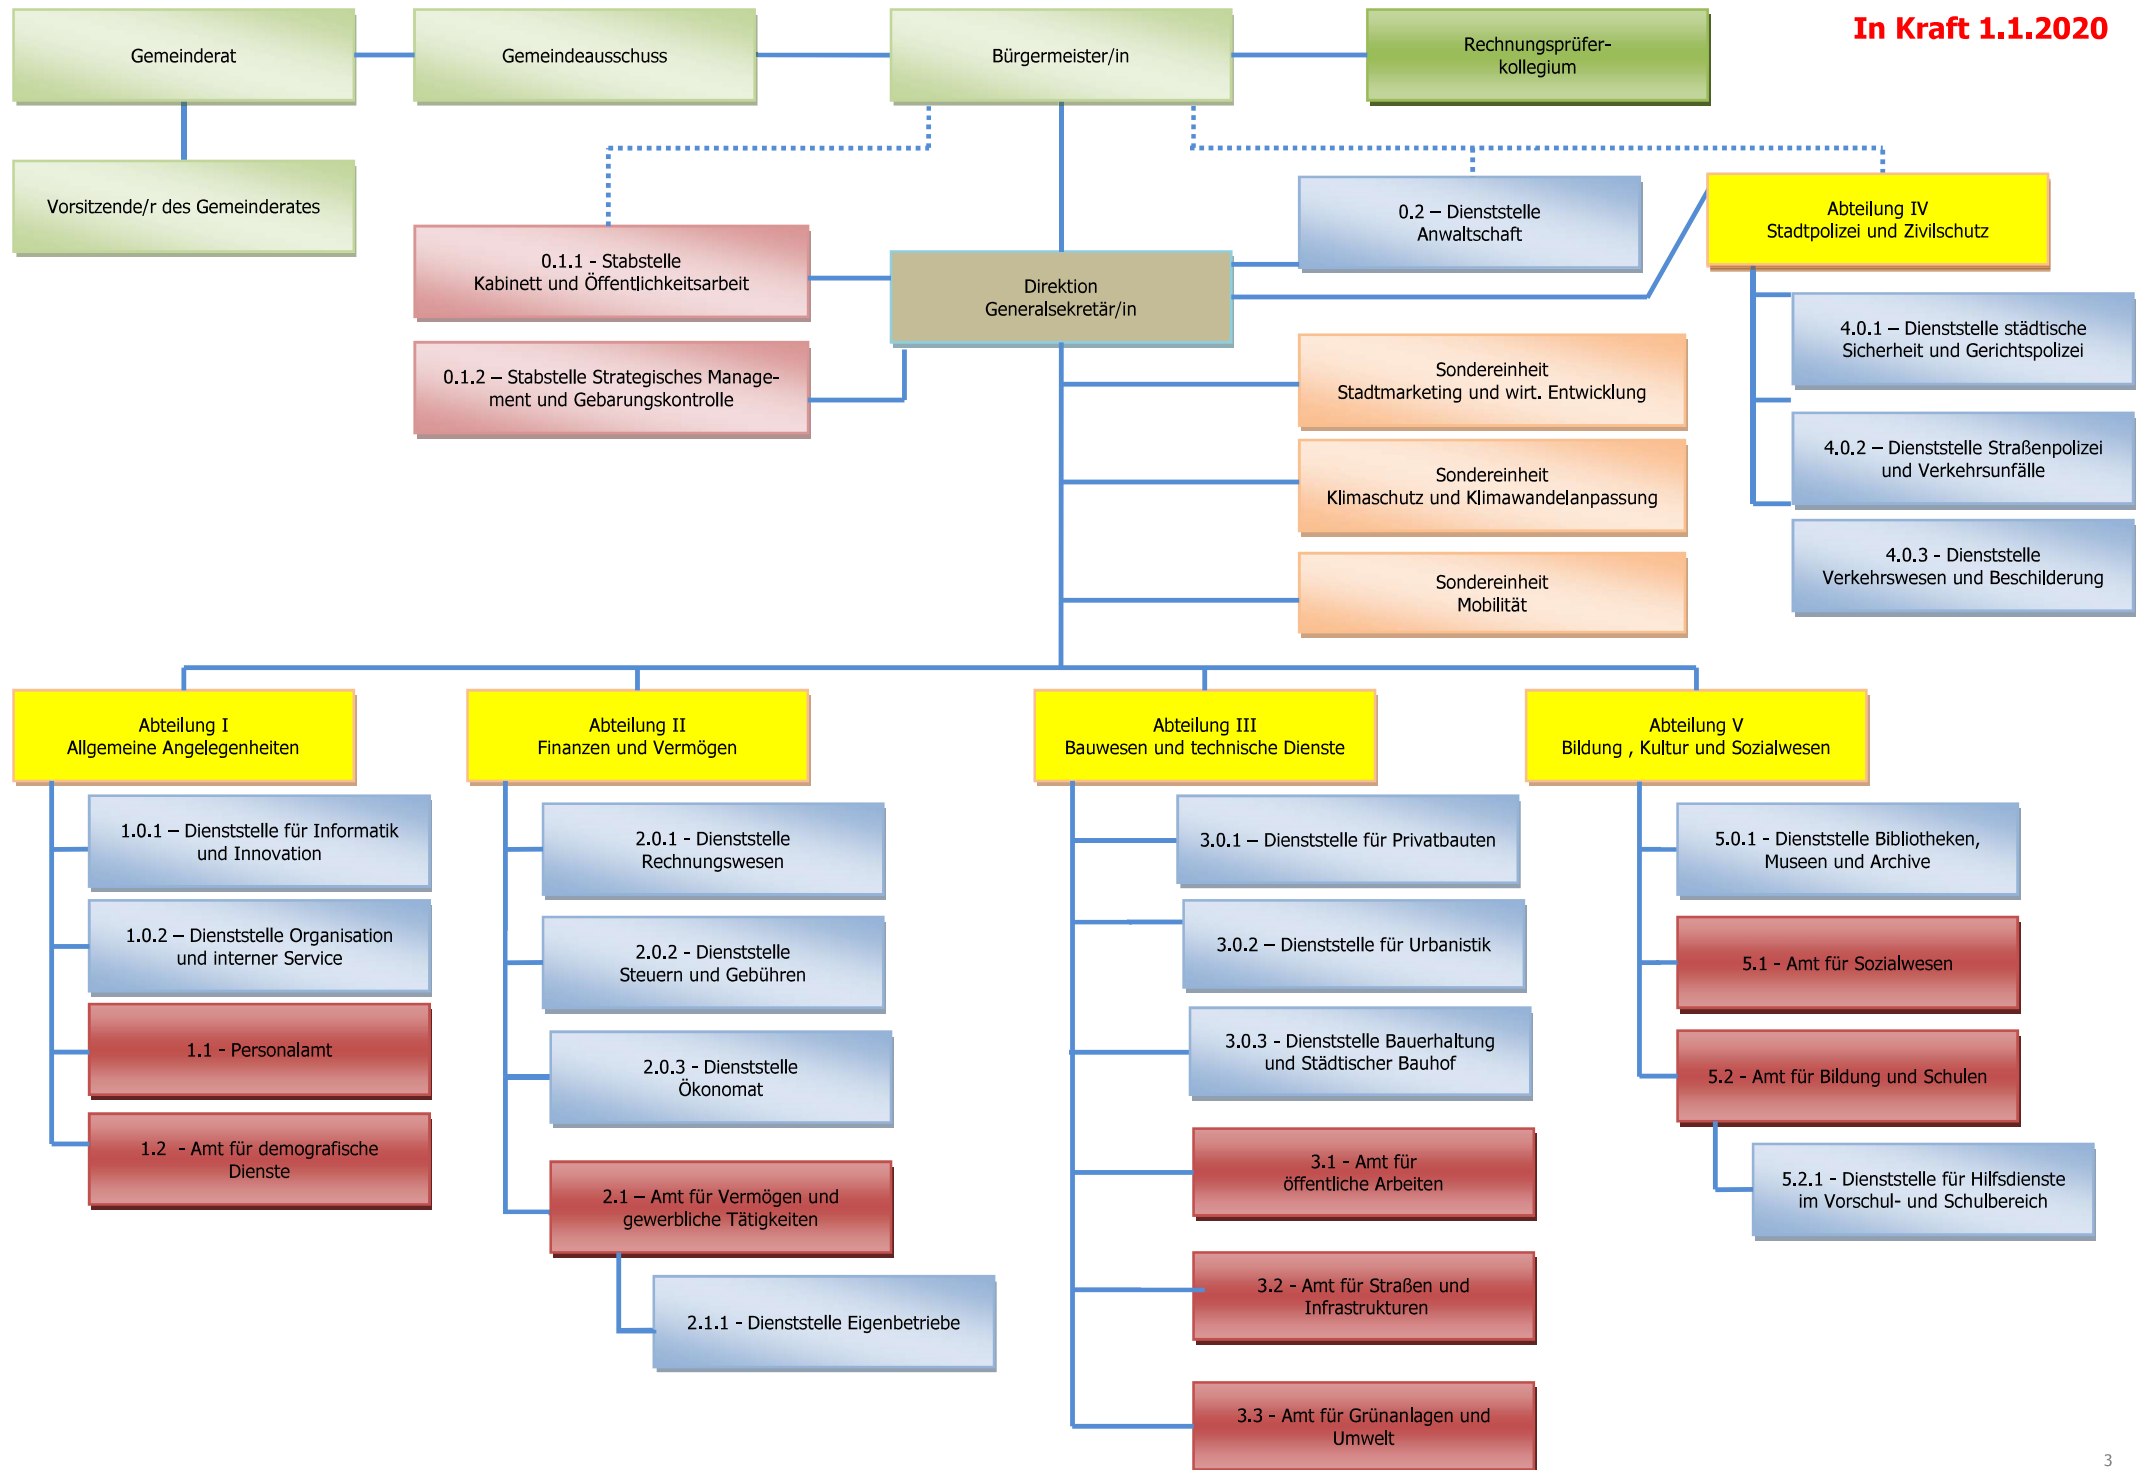 In Kraft 1.1.2020
Gemeinderat
Gemeindeausschuss
Bürgermeister/in
Rechnungsprüfer-
kollegium
Vorsitzende/r des Gemeinderates
0.1.1 - Stabstelle
Kabinett und Öffentlichkeitsarbeit
0.2 – Dienststelle
Anwaltschaft
Abteilung IV
Stadtpolizei und Zivilschutz
Direktion
Generalsekretär/in
0.1.2 – Stabstelle Strategisches Manage-
ment und Gebarungskontrolle
4.0.1 – Dienststelle städtische
Sicherheit und Gerichtspolizei
Sondereinheit
Stadtmarketing und wirt. Entwicklung
4.0.2 – Dienststelle Straßenpolizei
und Verkehrsunfälle
Sondereinheit
Klimaschutz und Klimawandelanpassung
4.0.3 - Dienststelle
Verkehrswesen und Beschilderung
Sondereinheit
Mobilität
Abteilung I
Allgemeine Angelegenheiten
1.0.1 – Dienststelle für Informatik
und Innovation
1.0.2 – Dienststelle Organisation
und interner Service
1.1 - Personalamt
1.2  - Amt für demografische
Dienste
Abteilung II
Finanzen und Vermögen
2.0.1 - Dienststelle
Rechnungswesen
2.0.2 - Dienststelle
Steuern und Gebühren
2.0.3 - Dienststelle
Ökonomat
2.1 – Amt für Vermögen und
gewerbliche Tätigkeiten
2.1.1 - Dienststelle Eigenbetriebe
Abteilung III
Bauwesen und technische Dienste
3.0.1 – Dienststelle für Privatbauten
3.0.2 – Dienststelle für Urbanistik
3.0.3 - Dienststelle Bauerhaltung
und Städtischer Bauhof
3.1 - Amt für
öffentliche Arbeiten
3.2 - Amt für Straßen und
Infrastrukturen
3.3 - Amt für Grünanlagen und
Umwelt
Abteilung V
Bildung , Kultur und Sozialwesen
5.0.1 - Dienststelle Bibliotheken,
Museen und Archive
5.1 - Amt für Sozialwesen
5.2 - Amt für Bildung und Schulen
5.2.1 - Dienststelle für Hilfsdienste
im Vorschul- und Schulbereich
3